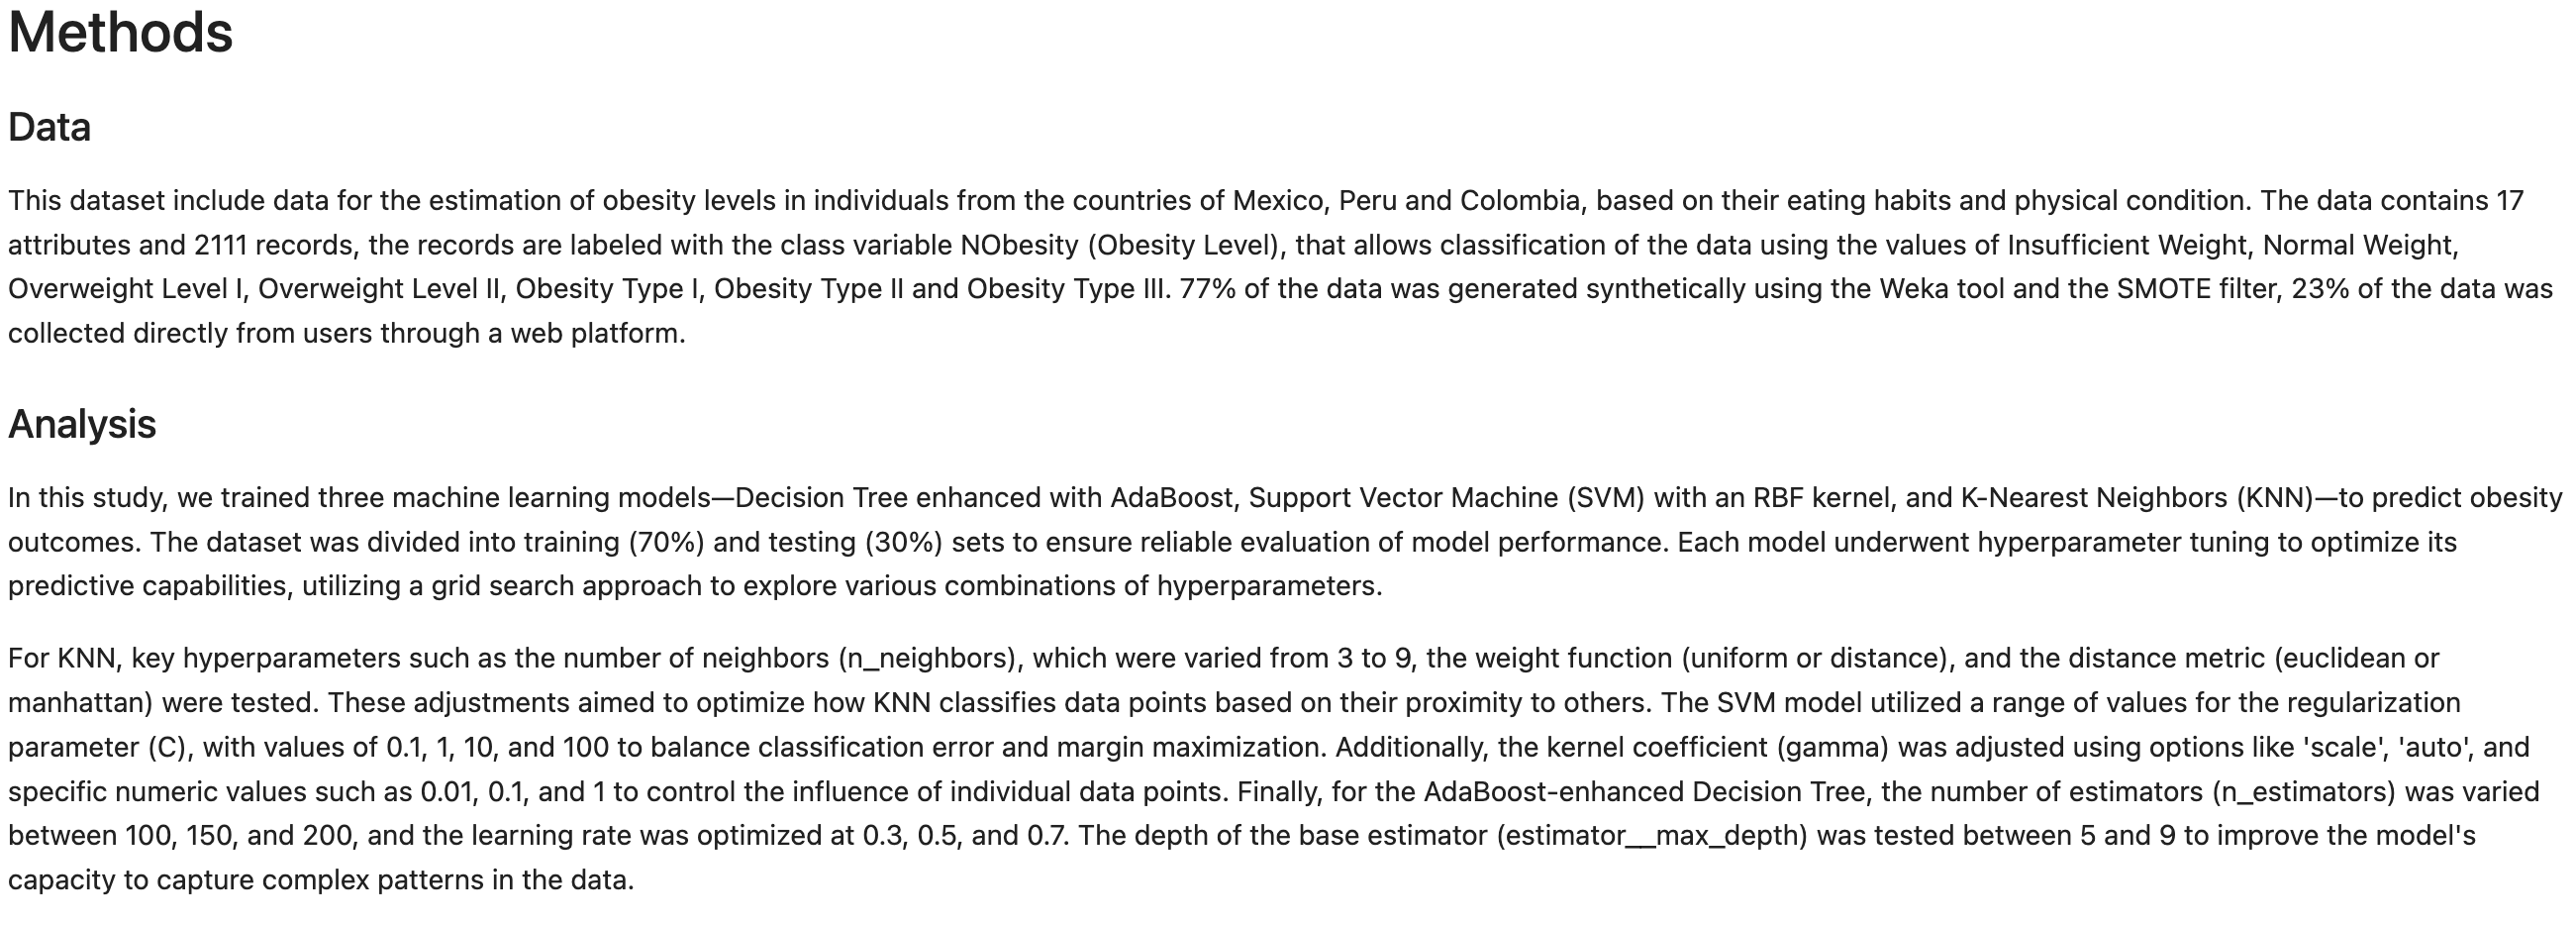 Methods
Data
This dataset include data for the estimation of obesity levels in individuals from the countries of Mexico, Peru and Colombia, based on their eating habits and physical condition. The data contains 17
attributes and 2111 records, the records are labeled with the class variable NObesity (Obesity Level), that allows classification of the data using the values of Insufficient Weight, Normal Weight,
Overweight Level I, Overweight Level II, Obesity Type I, Obesity Type II and Obesity Type III. 77% of the data was generated synthetically using the Weka tool and the SMOTE filter, 23% of the data was
collected directly from users through a web platform.
Analysis
In this study, we trained three machine learning models—Decision Tree enhanced with AdaBoost, Support Vector Machine (SVM) with an RBF kernel, and K-Nearest Neighbors (KNN)—to predict obesity
outcomes. The dataset was divided into training (70%) and testing (30%) sets to ensure reliable evaluation of model performance. Each model underwent hyperparameter tuning to optimize its
predictive capabilities, utilizing a grid search approach to explore various combinations of hyperparameters.
For KNN, key hyperparameters such as the number of neighbors (n_neighbors), which were varied from 3 to 9, the weight function (uniform or distance), and the distance metric (euclidean or
manhattan) were tested. These adjustments aimed to optimize how KNN classifies data points based on their proximity to others. The SVM model utilized a range of values for the regularization
parameter (C), with values of 0.1, 1, 10, and 100 to balance classification error and margin maximization. Additionally, the kernel coefficient (gamma) was adjusted using options like 'scale', 'auto', and
specific numeric values such as 0.01, 0.1, and 1 to control the influence of individual data points. Finally, for the AdaBoost-enhanced Decision Tree, the number of estimators (n_estimators) was varied
between 100, 150, and 200, and the learning rate was optimized at 0.3, 0.5, and 0.7. The depth of the base estimator (estimator__max_depth) was tested between 5 and 9 to improve the model's
capacity to capture complex patterns in the data.